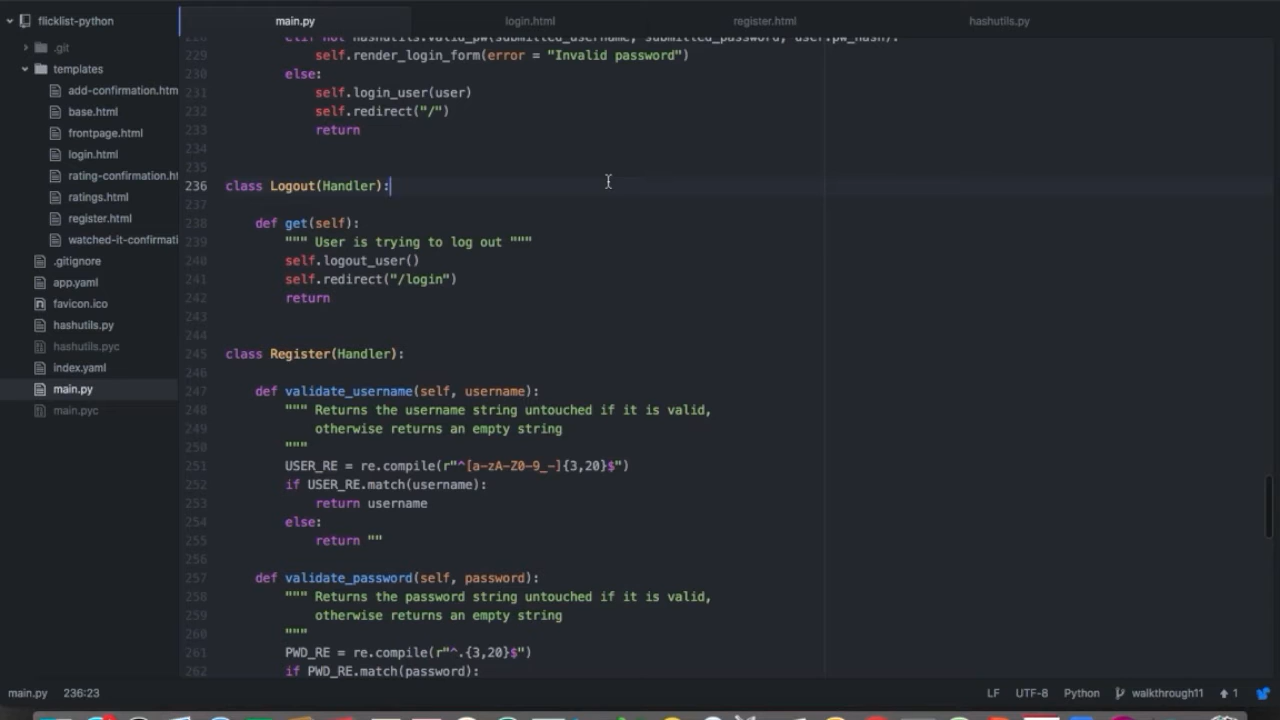 flicklist-python
.git
templates
add-confirmation.htm
base.html
frontpage.html
login.html
rating-confirmation.h
ratings.html
register.html
watched-it-confirmati
.gitignore
app.yaml
favicon.ico
hashutils.py
hashutils.pyc
index.yaml
main.py
main.pyc
main.py login.html register.html hashutils.py
elif not hashutils.valid_pw(submitted_username, submitted_password, user.pw_hash):
229 self.render_login_form(error = "Invalid password")
230 else:
231 self.login_user(user)
232 self.redirect("/")
233 return
234
235
236 class Logout(Handler):
237
238 def get(self):
239 """ User is trying to log out """
240 self.logout_user()
241 self.redirect("/login")
242 return
243
244
245 class Register(Handler):
246
247 def validate_username(self, username):
248 """ Returns the username string untouched if it is valid,
249 otherwise returns an empty string
250 """
251 USER_RE = re.compile(r"^[a-zA-Z0-9_-]{3,20}$")
252 if USER_RE.match(username):
253 return username
254 else:
255 return ""
256
257 def validate_password(self, password):
258 """ Returns the password string untouched if it is valid,
259 otherwise returns an empty string
260 """
261 PWD_RE = re.compile(r"^.{3,20}$")
262 if PWD_RE.match(password):
main.py 236:23 LF UTF-8 Python walkthrough11 1